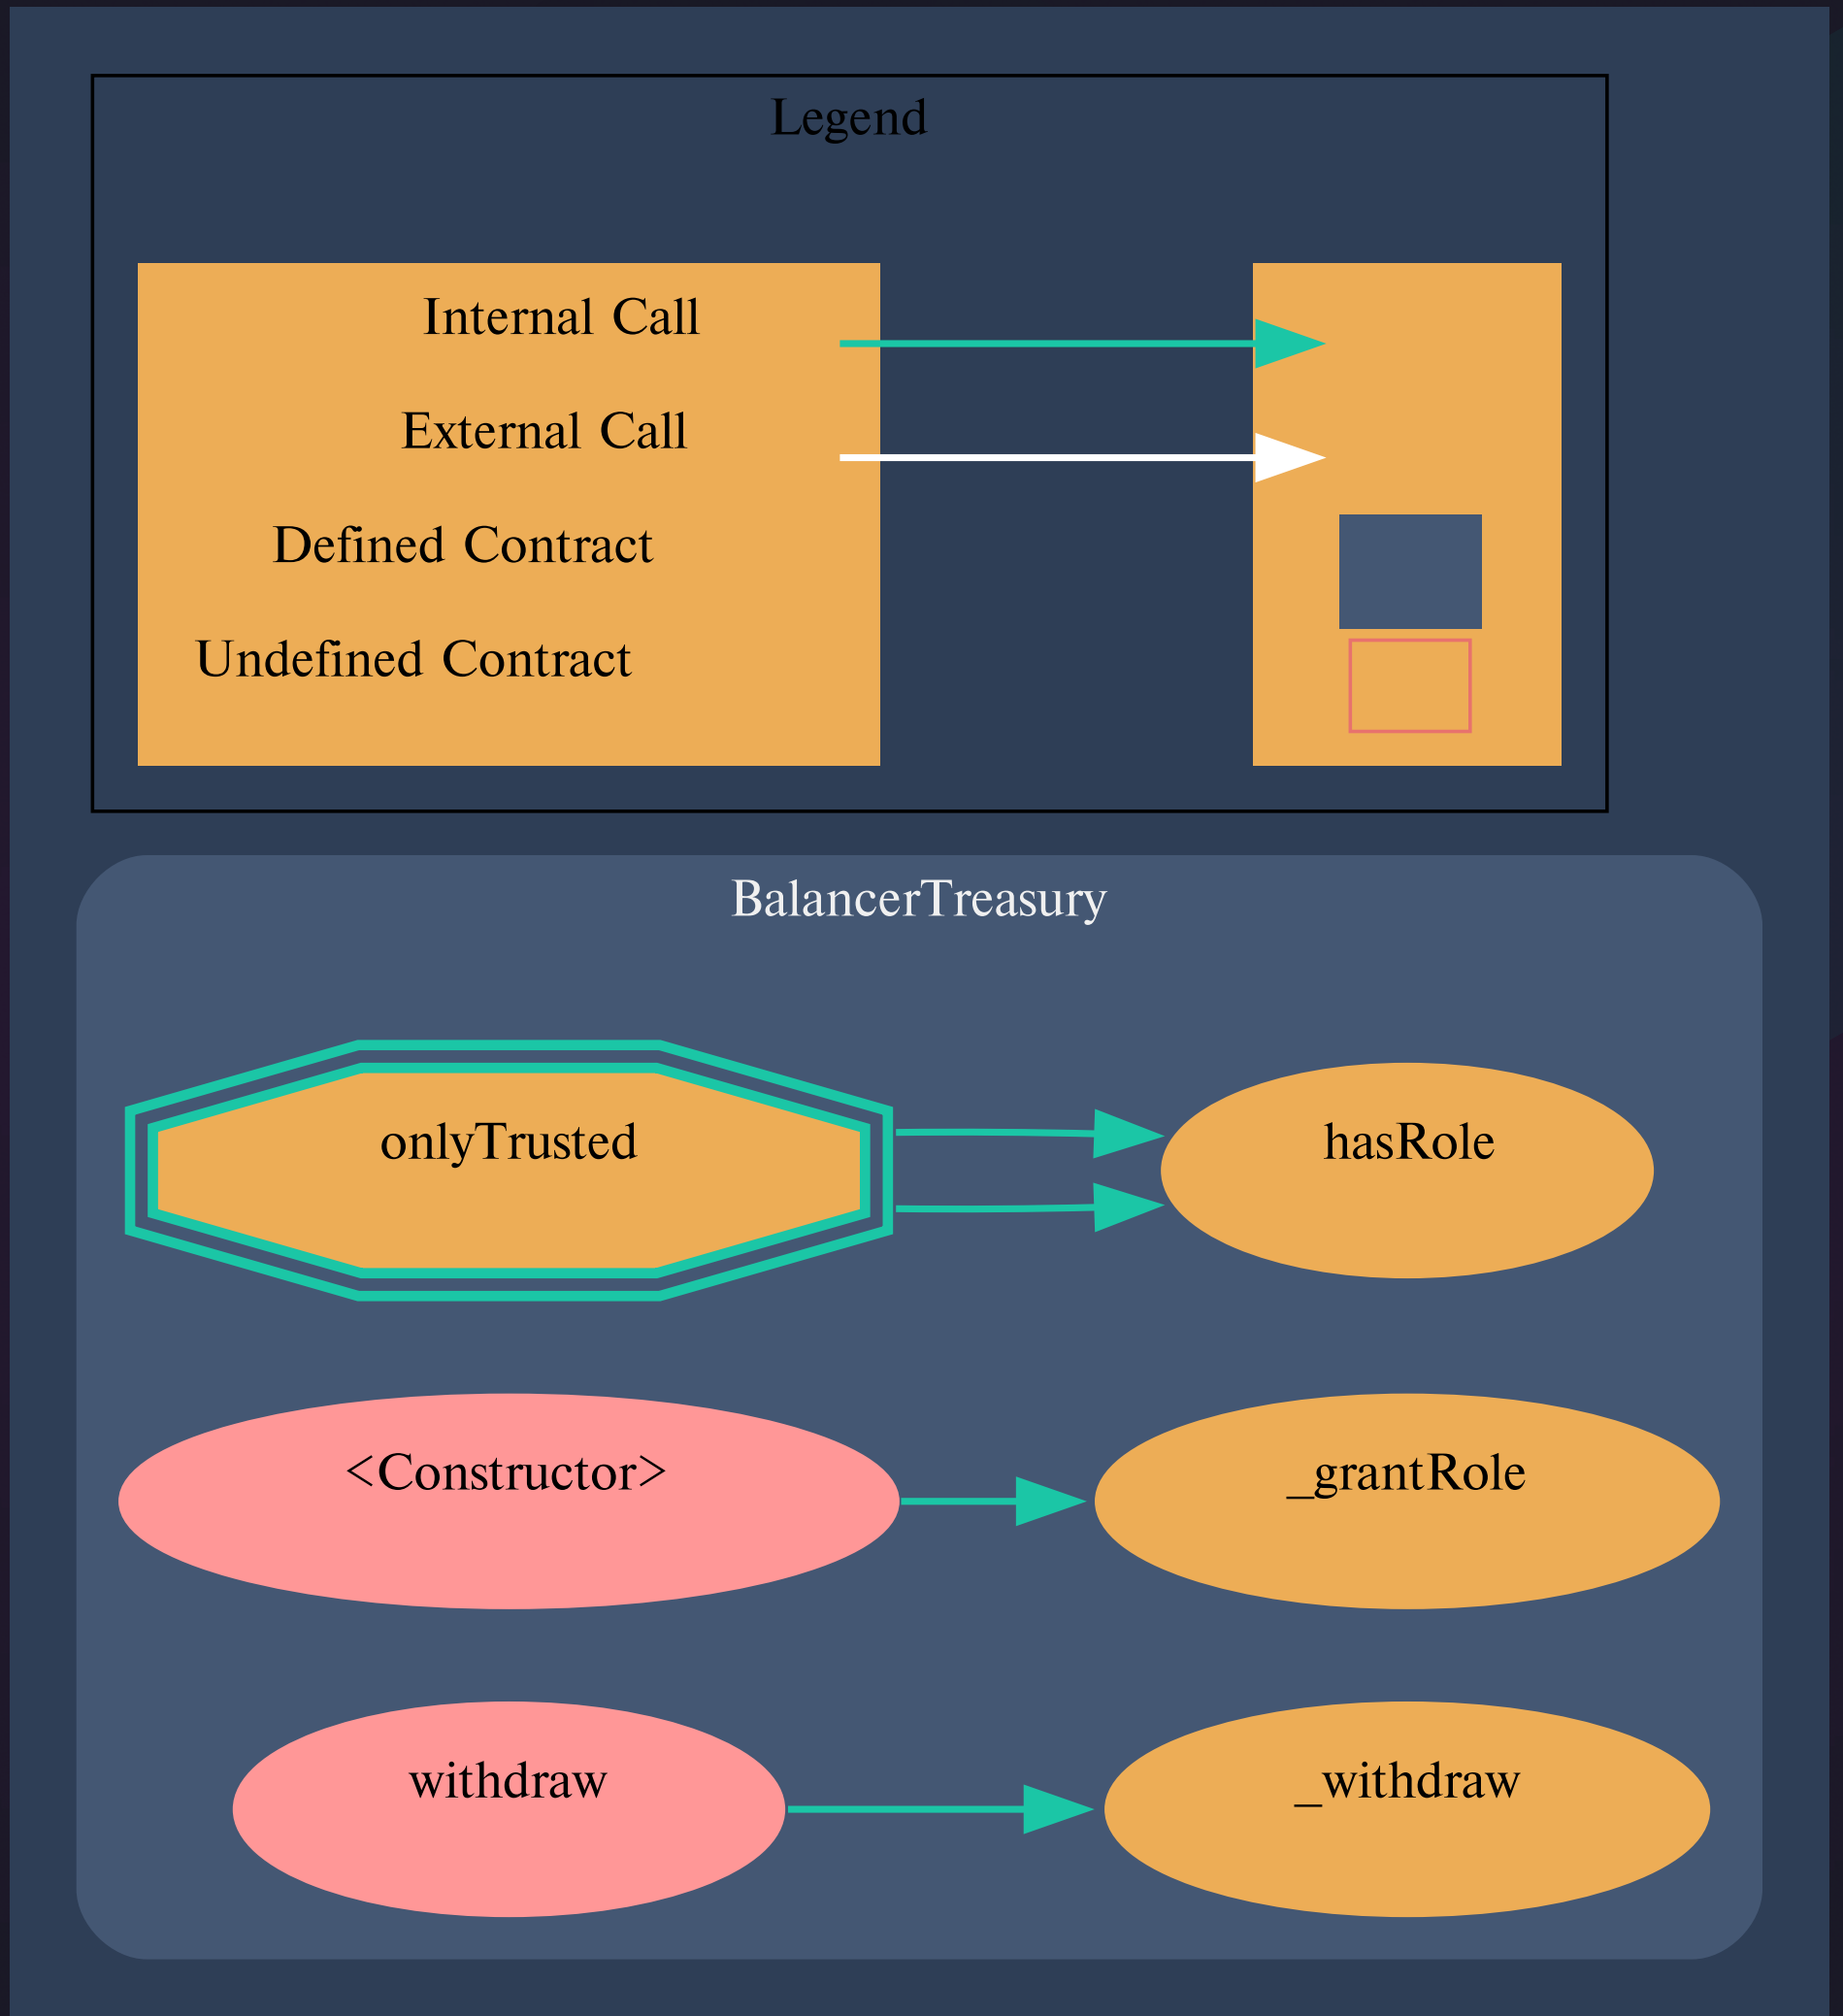 Legend
Internal Call
External Call
Defined Contract
Undefined Contract
BalancerTreasury
onlyTrusted
hasRole
<Constructor>
_grantRole
withdraw
_withdraw